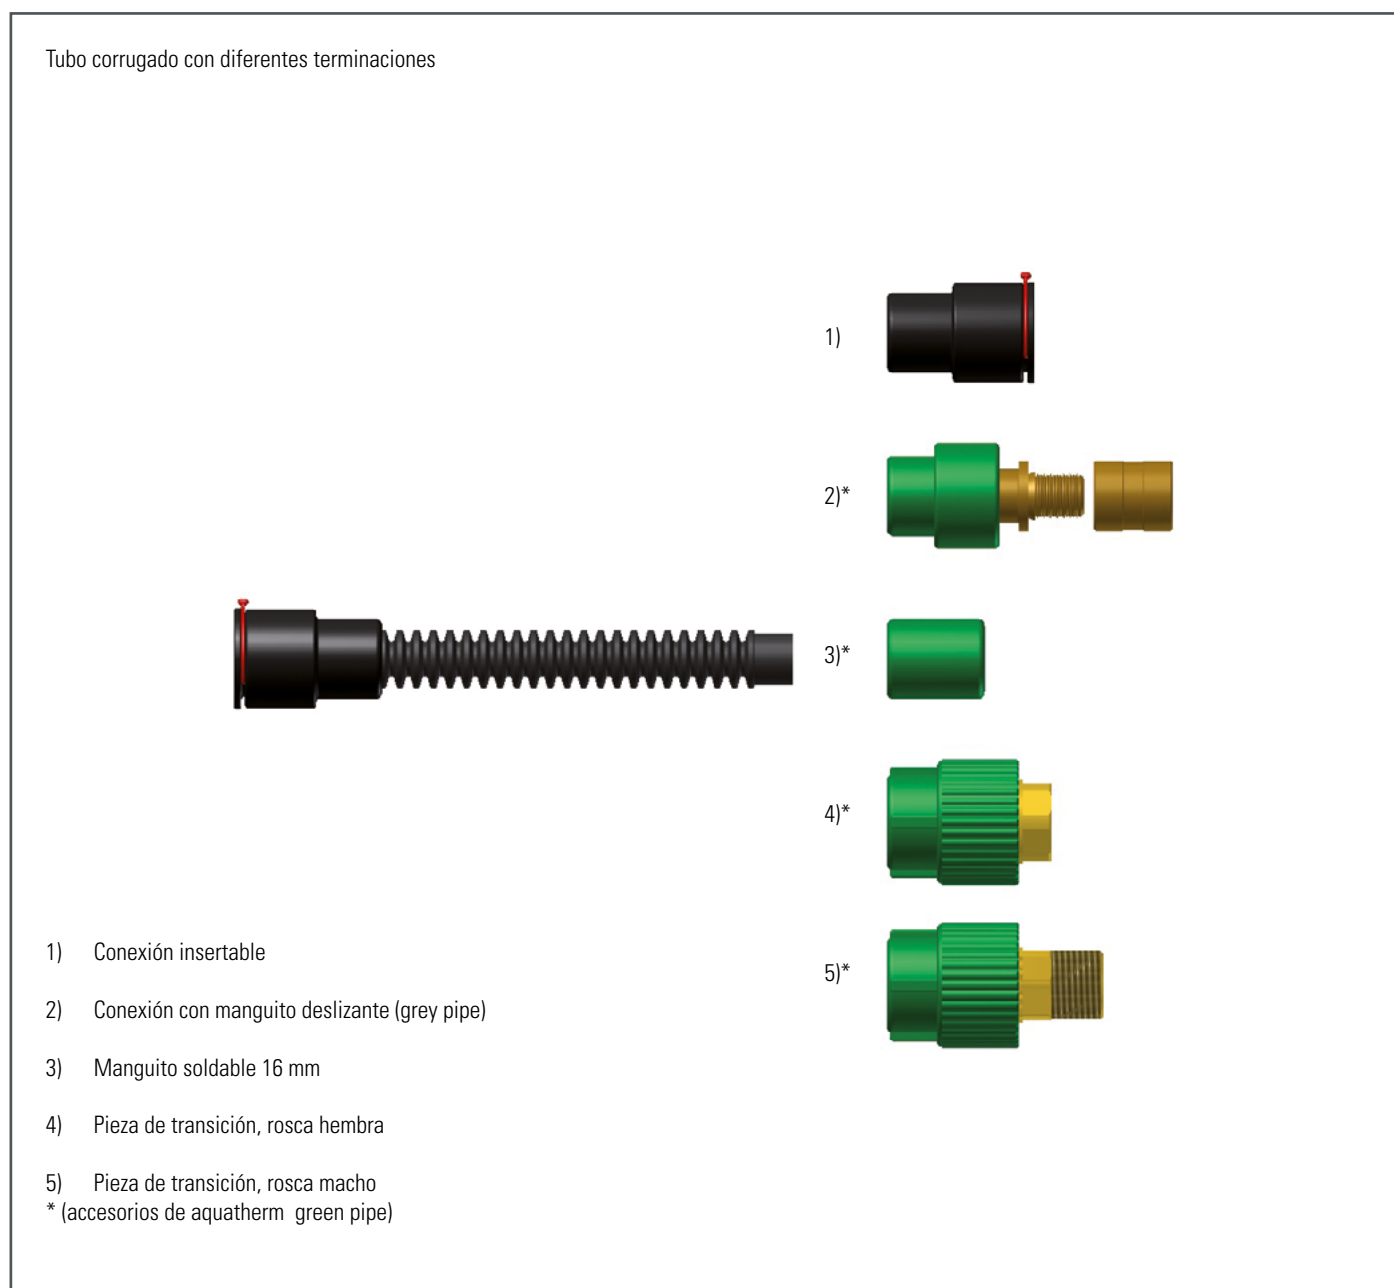 Tubo corrugado con diferentes terminaciones
1)
2)*
3)*
4)*
5)*
1) Conexión insertable
2) Conexión con manguito deslizante (grey pipe)
3) Manguito soldable 16 mm
4) Pieza de transición, rosca hembra
5) Pieza de transición, rosca macho
* (accesorios de aquatherm green pipe)